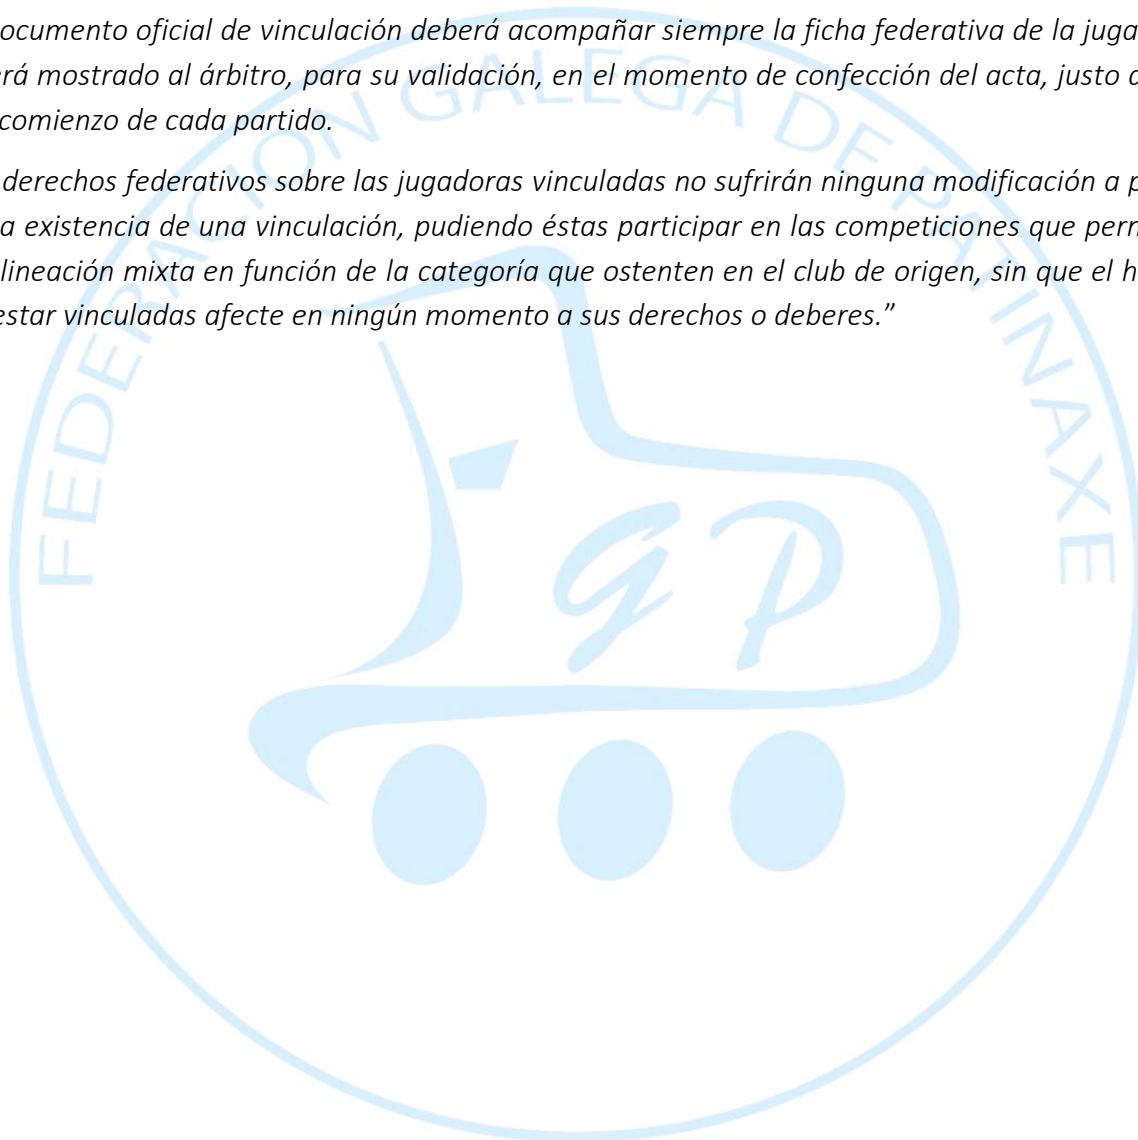 ocumento oficial de vinculación deberá acompañar siempre la ficha federativa de la juga
erá mostrado al árbitro, para su validación, en el momento de confección del acta, justo a
comienzo de cada partido.
derechos federativos sobre las jugadoras vinculadas no sufrirán ninguna modificación a p
a existencia de una vinculación, pudiendo éstas participar en las competiciones que perm
lineación mixta en función de la categoría que ostenten en el club de origen, sin que el h
estar vinculadas afecte en ningún momento a sus derechos o deberes.”
FEDERACION GALEGA DE PATINAXE
gP